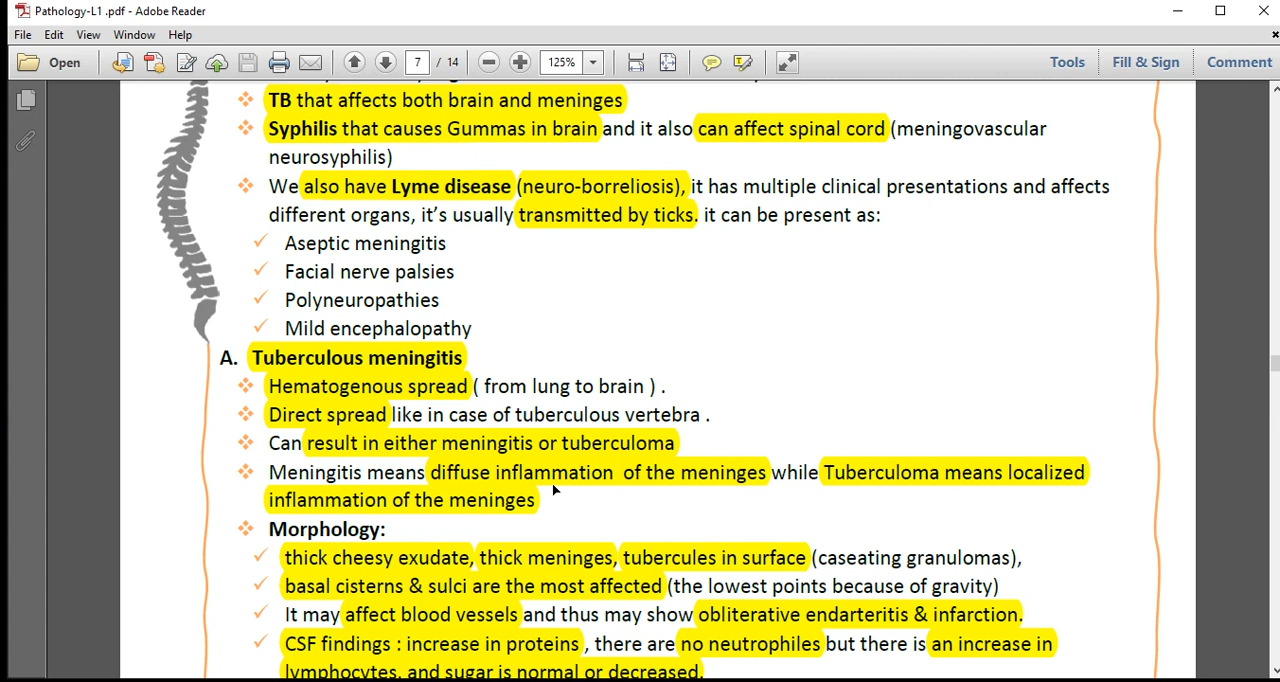 Pathology-L1 .pdf - Adobe Reader
File Edit View Window Help
Open 7 / 14 125% Tools Fill & Sign Comment
TB that affects both brain and meninges
Syphilis that causes Gummas in brain and it also can affect spinal cord (meningovascular
neurosyphilis)
We also have Lyme disease (neuro-borreliosis), it has multiple clinical presentations and affects
different organs, it's usually transmitted by ticks. it can be present as:
Aseptic meningitis
Facial nerve palsies
Polyneuropathies
Mild encephalopathy
A. Tuberculous meningitis
Hematogenous spread ( from lung to brain ) .
Direct spread like in case of tuberculous vertebra .
Can result in either meningitis or tuberculoma
Meningitis means diffuse inflammation of the meninges while Tuberculoma means localized
inflammation of the meninges
Morphology:
thick cheesy exudate, thick meninges, tubercules in surface (caseating granulomas),
basal cisterns & sulci are the most affected (the lowest points because of gravity)
It may affect blood vessels and thus may show obliterative endarteritis & infarction.
CSF findings : increase in proteins , there are no neutrophiles but there is an increase in
lymphocytes, and sugar is normal or decreased.